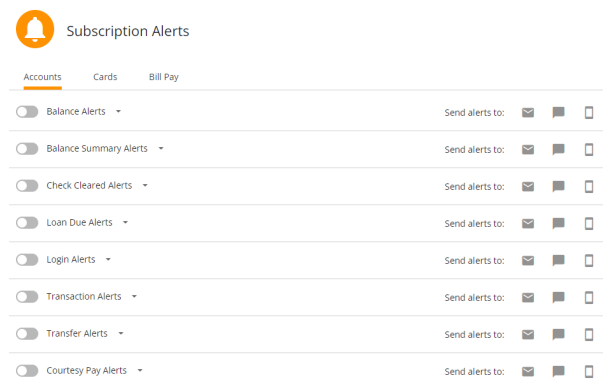 Subscription Alerts
Accounts Cards Bill Pay
Balance Alerts Send alerts to:
Balance Summary Alerts Send alerts to:
Check Cleared Alerts Send alerts to:
Loan Due Alerts Send alerts to:
Login Alerts Send alerts to:
Transaction Alerts Send alerts to:
Transfer Alerts Send alerts to:
Courtesy Pay Alerts Send alerts to: